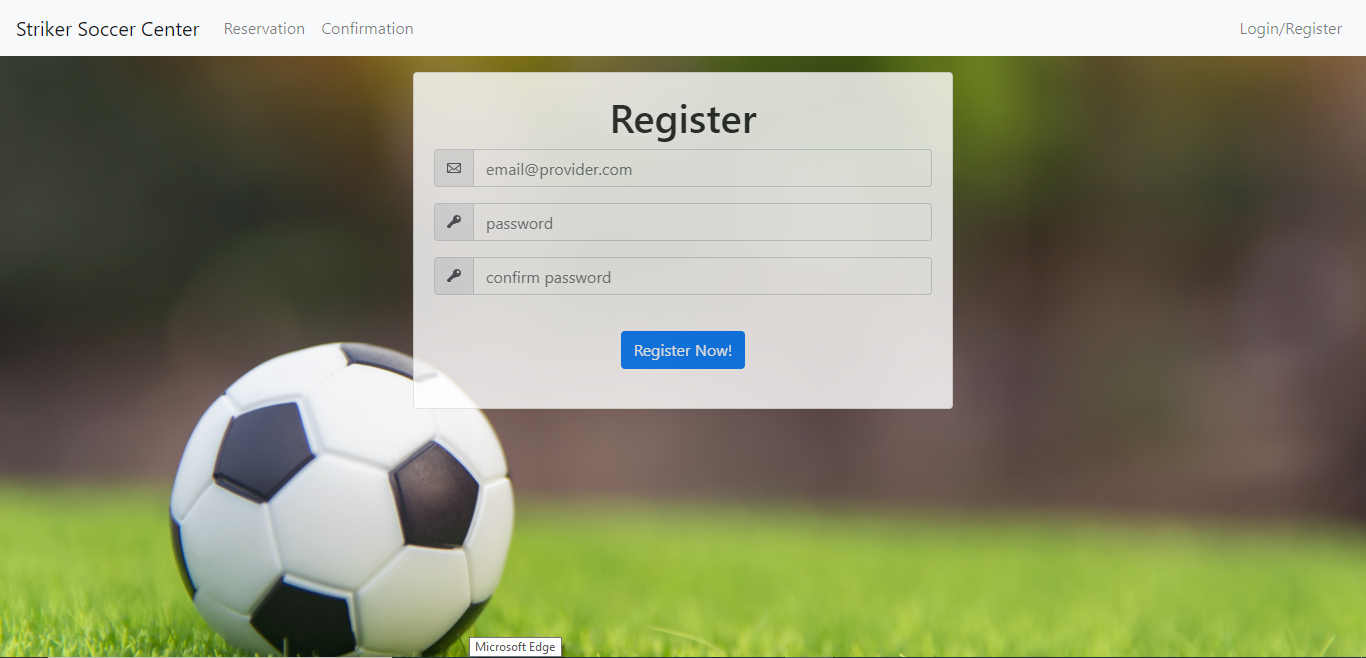 Striker Soccer Center Reservation Confirmation Login/Register
Register
email@provider.com
password
confirm password
Register Now!
Microsoft Edge